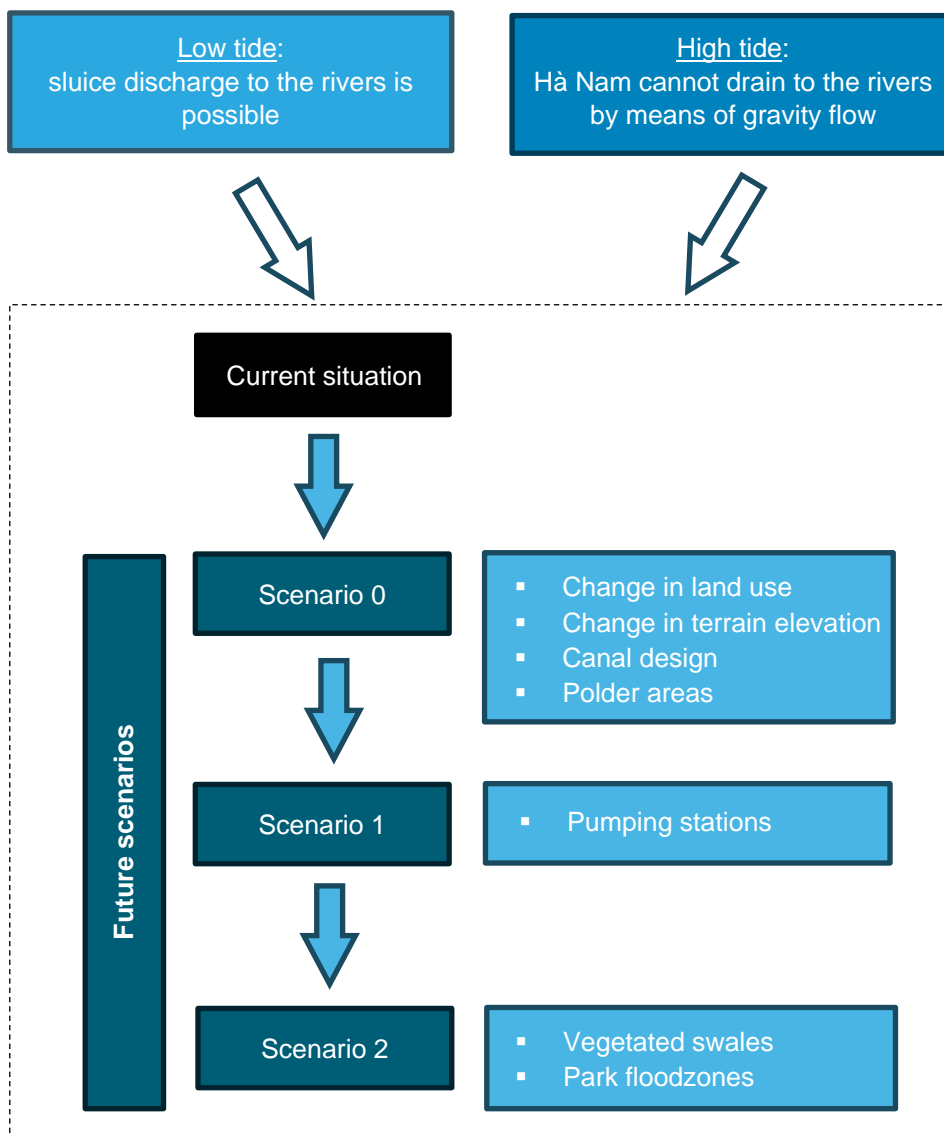 Low tide:
sluice discharge to the rivers is
possible
High tide:
Hà Nam cannot drain to the rivers
by means of gravity flow
Current situation
Future scenarios
Scenario 0
▪ Change in land use
▪ Change in terrain elevation
▪ Canal design
▪ Polder areas
Scenario 1
▪ Pumping stations
Scenario 2
▪ Vegetated swales
▪ Park floodzones